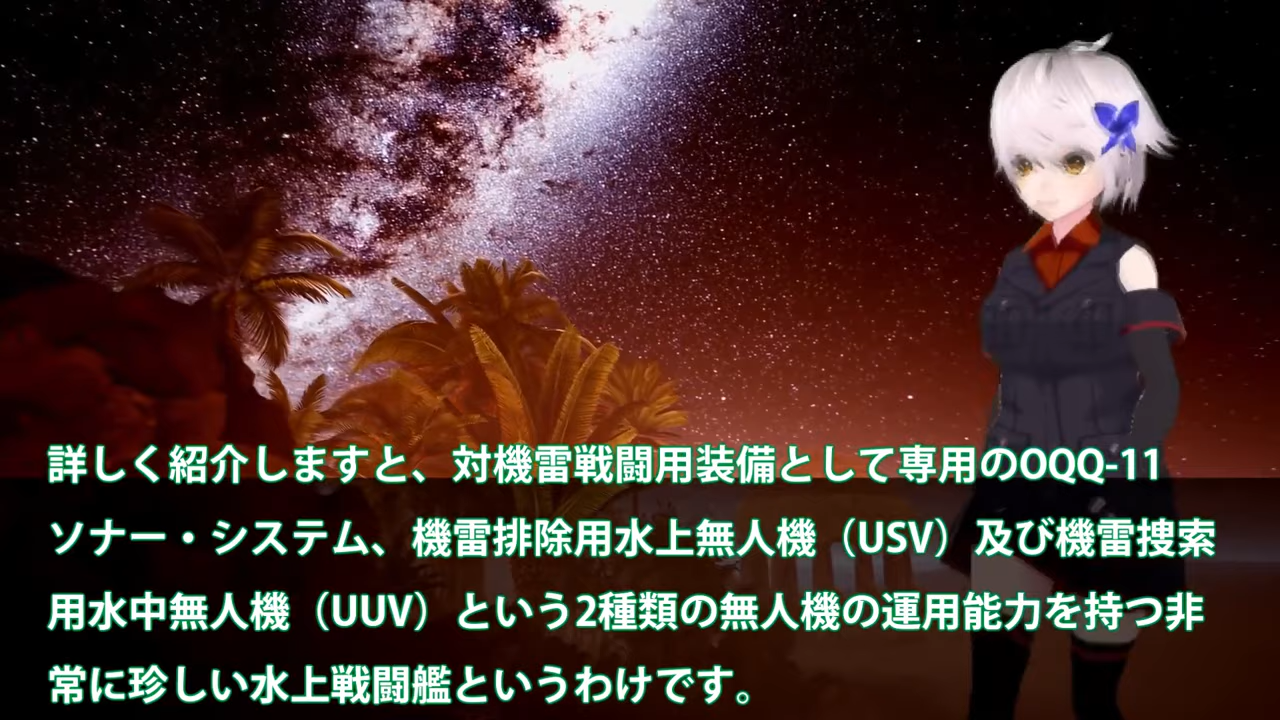 詳しく紹介しますと、対機雷戦闘用装備として専用のOQQ-11
ソナー・システム、機雷排除用水上無人機（USV）及び機雷捜索
用水中無人機（UUV）という2種類の無人機の運用能力を持つ非
常に珍しい水上戦闘艦というわけです。